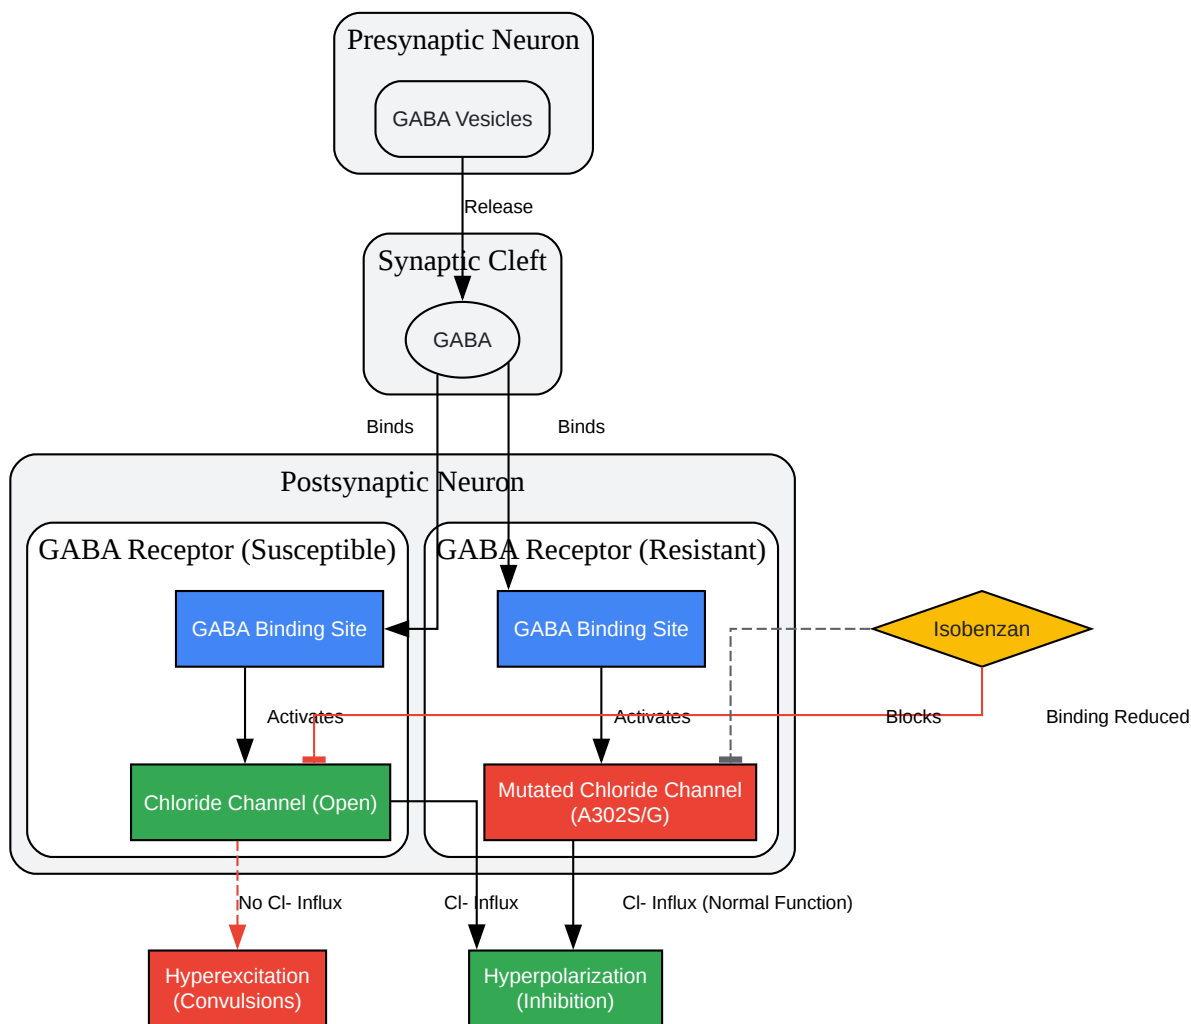 Presynaptic Neuron
GABA Vesicles
Release
Synaptic Cleft
GABA
Binds
Binds
Postsynaptic Neuron
GABA Receptor (Susceptible)
GABA Receptor (Resistant)
GABA Binding Site
GABA Binding Site
Isobenzan
Activates
Activates
Blocks
Binding Reduced
Chloride Channel (Open)
Mutated Chloride Channel
(A302S/G)
No Cl- Influx
Cl- Influx
Cl- Influx (Normal Function)
Hyperexcitation
(Convulsions)
Hyperpolarization
(Inhibition)